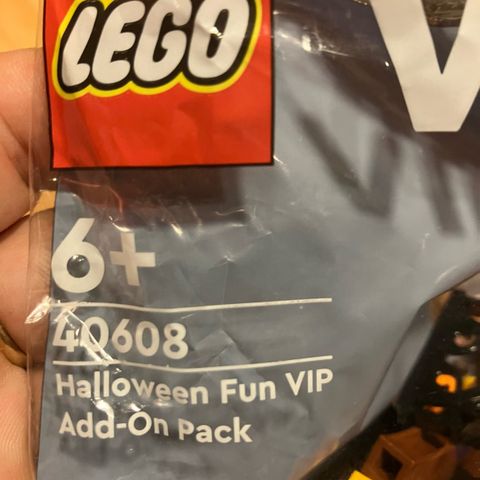 LEGO
V
6+
40608
Halloween Fun VIP
Add-On Pack